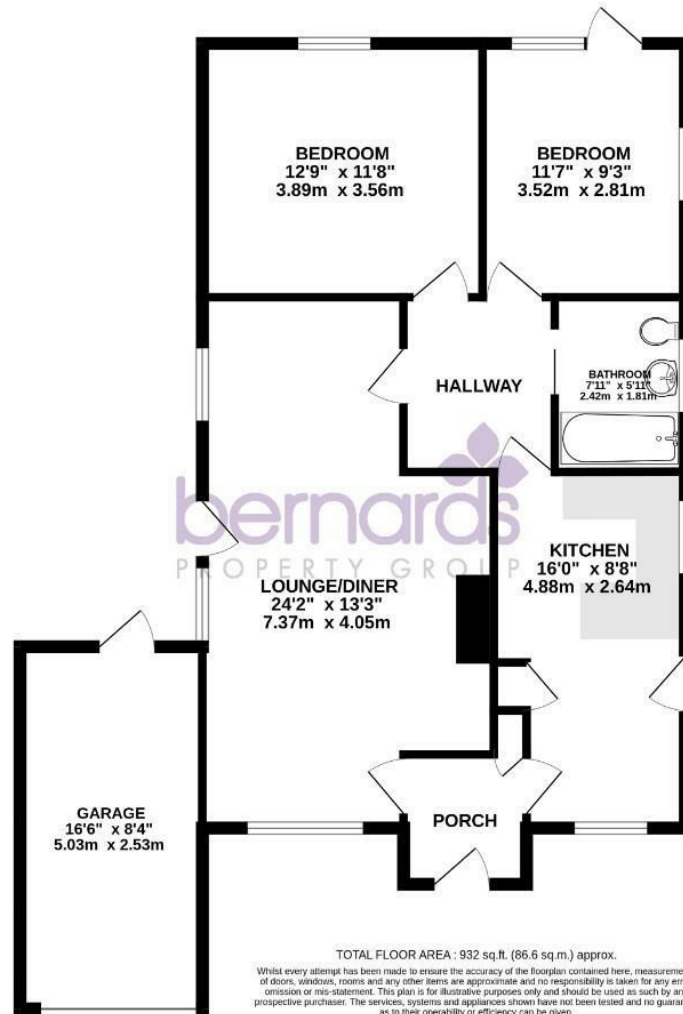 BEDROOM
12'9" x 11'8"
3.89m x 3.56m
BEDROOM
11'7" x 9'3"
3.52m x 2.81m
HALLWAY
BATHROOM
7'11" x 5'11"
2.42m x 1.81m
bernards
PROPERTY GROUP
KITCHEN
16'0" x 8'8"
4.88m x 2.64m
LOUNGE/DINER
24'2" x 13'3"
7.37m x 4.05m
GARAGE
16'6" x 8'4"
5.03m x 2.53m
PORCH
TOTAL FLOOR AREA : 932 sq.ft. (86.6 sq.m.) approx.
Whilst every attempt has been made to ensure the accuracy of the floorplan contained here,
of doors, windows, rooms and any other items are approximate and no responsibility is taken for any
omission or mis-statement. This plan is for illustrative purposes only and should be used as such by
prospective purchaser. The services, systems and appliances shown have not been tested and no
as to their operability or efficiency can be given.